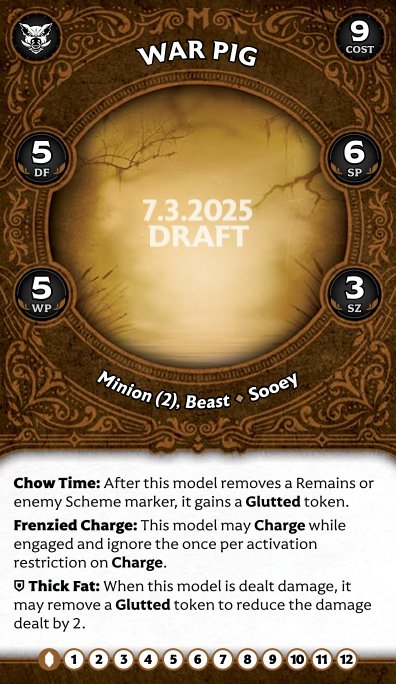 WAR PIG
9
COST
5
DF
6
SP
7.3.2025
DRAFT
5
WP
3
SZ
Minion (2), Beast ♦ Sooey
Chow Time: After this model removes a Remains or
enemy Scheme marker, it gains a Glutted token.
Frenzied Charge: This model may Charge while
engaged and ignore the once per activation
restriction on Charge.
Thick Fat: When this model is dealt damage, it
may remove a Glutted token to reduce the damage
dealt by 2.
1 2 3 4 5 6 7 8 9 10 11 12